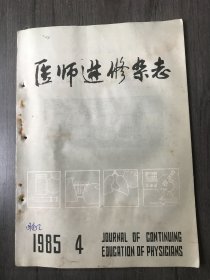 医师进修杂志
1985 4
JOURNAL OF CONTINUING
EDUCATION OF PHYSICIANS